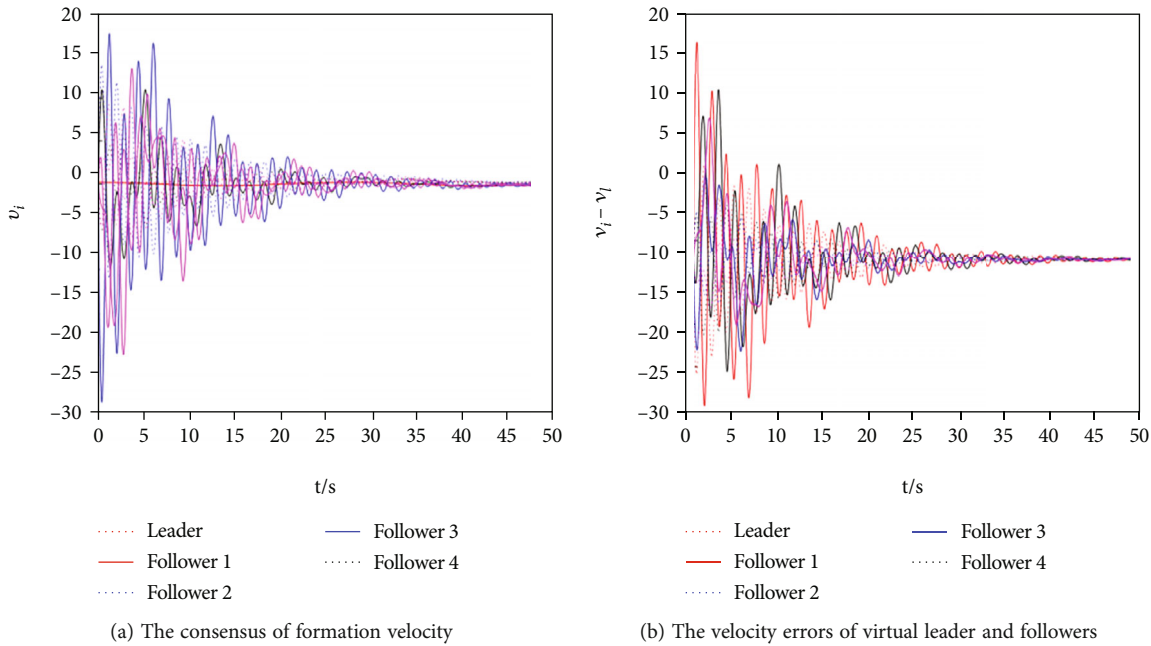 20
15
10
5
0
–5
–10
–15
–20
–25
–30
v_i
0 5 10 15 20 25 30 35 40 45 50
t/s
Leader
Follower 1
Follower 2
Follower 3
Follower 4
(a) The consensus of formation velocity
20
15
10
5
0
–5
–10
–15
–20
–25
–30
v_i – v_l
0 5 10 15 20 25 30 35 40 45 50
t/s
Leader
Follower 1
Follower 2
Follower 3
Follower 4
(b) The velocity errors of virtual leader and followers